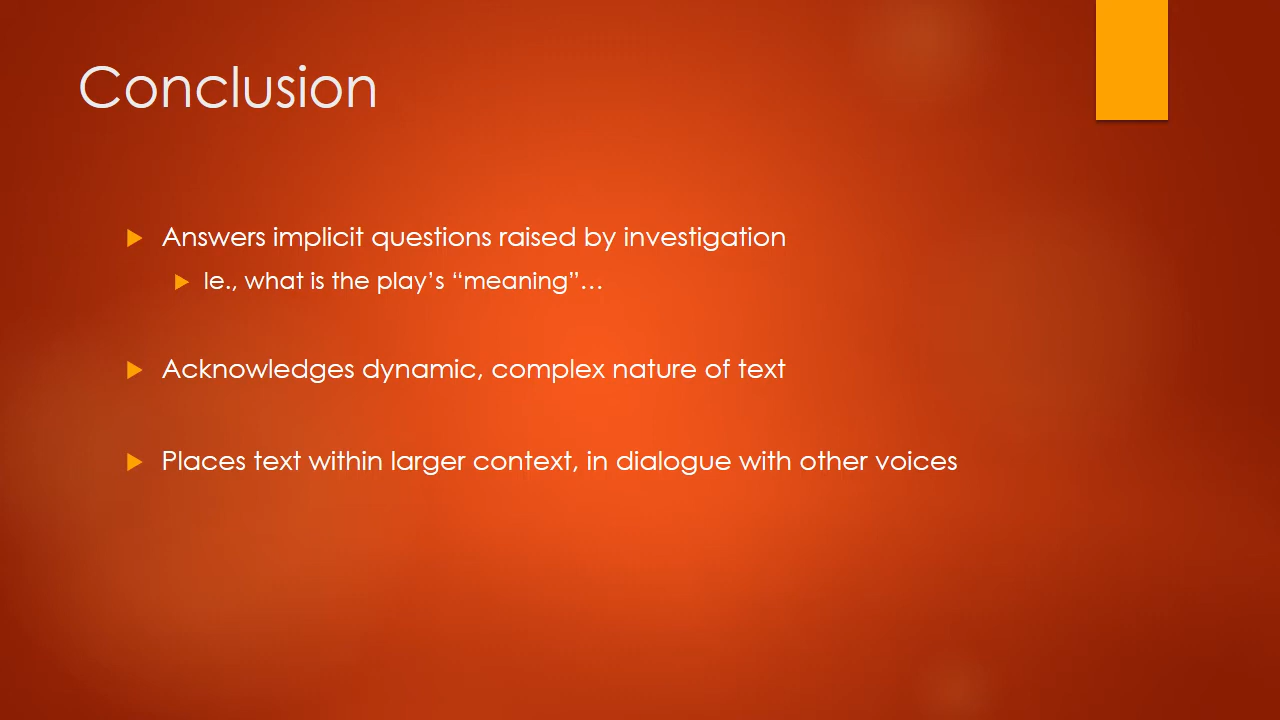 Conclusion
Answers implicit questions raised by investigation
Ie., what is the play’s “meaning”…
Acknowledges dynamic, complex nature of text
Places text within larger context, in dialogue with other voices